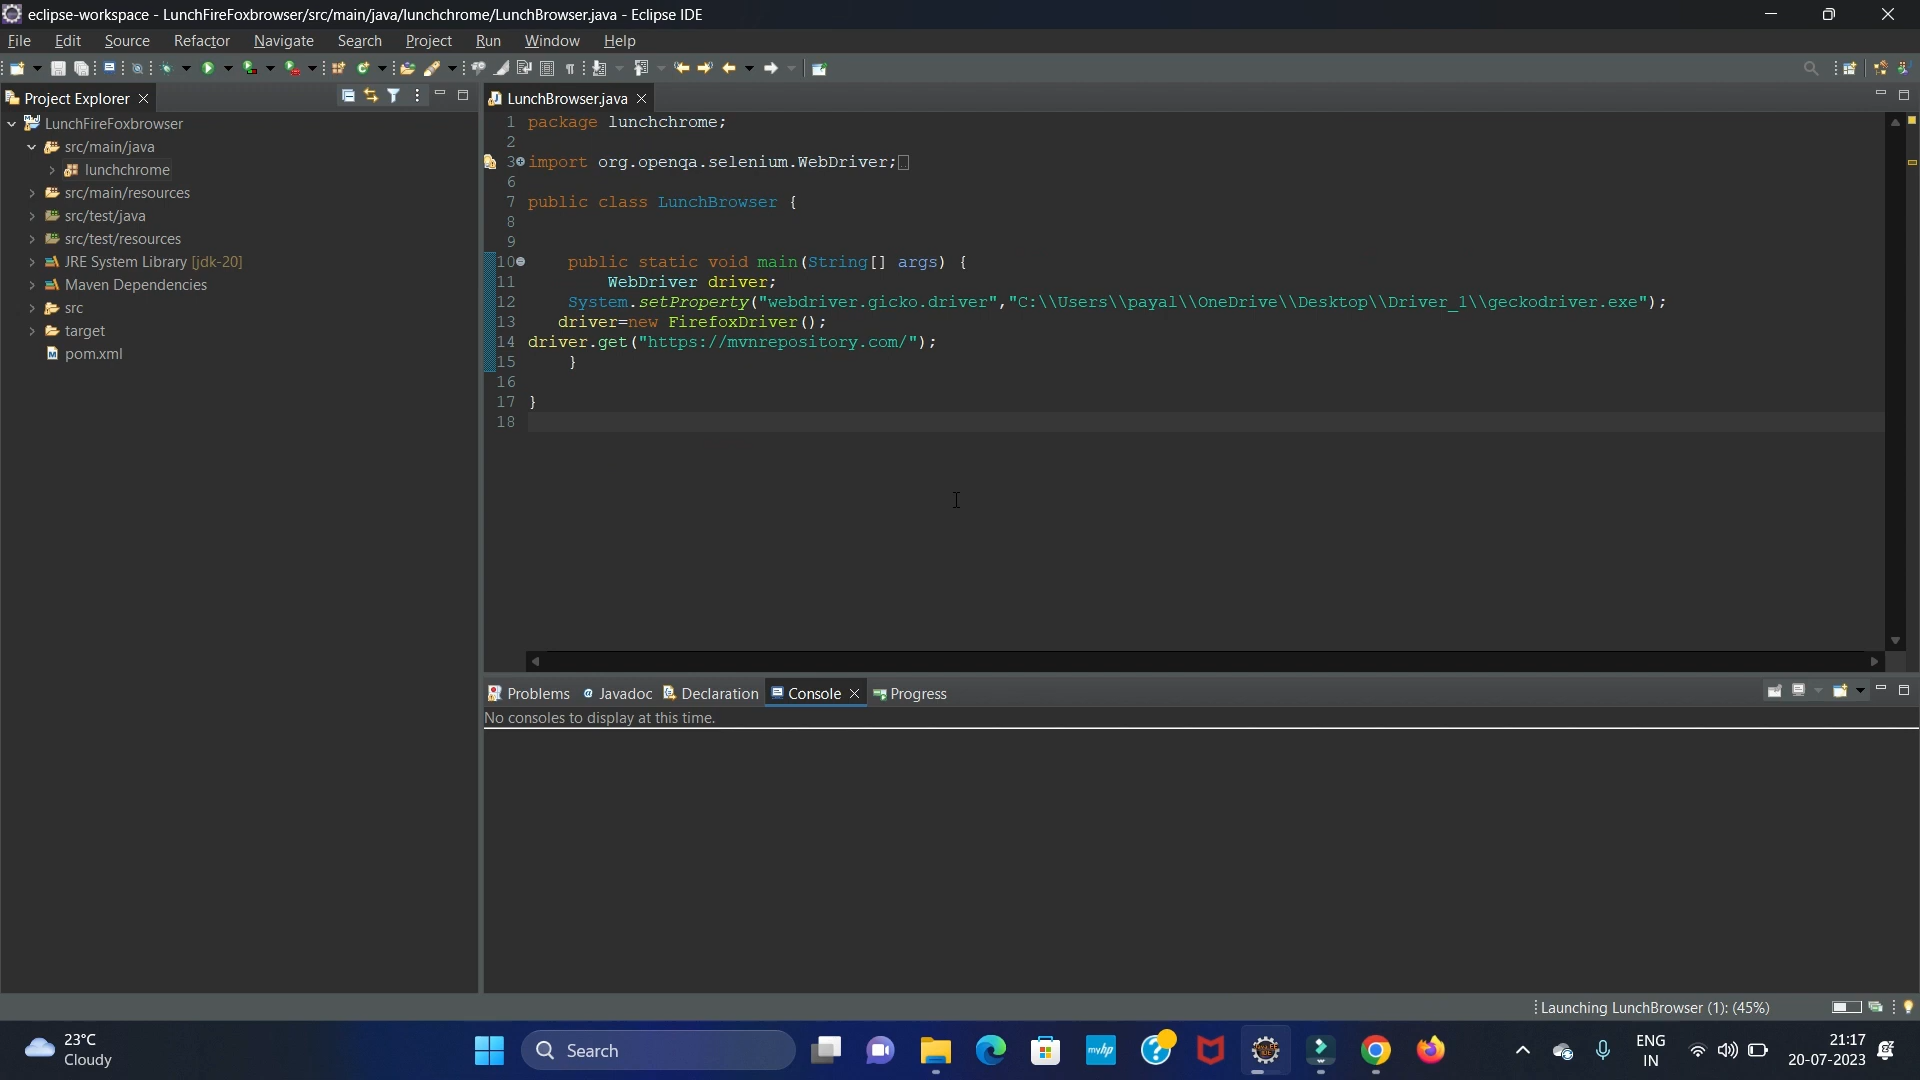 eclipse-workspace - LunchFireFoxbrowser/src/main/java/lunchchrome/LunchBrowser.java - Eclipse IDE
File Edit Source Refactor Navigate Search Project Run Window Help
Project Explorer
LunchFireFoxbrowser
src/main/java
lunchchrome
src/main/resources
src/test/java
src/test/resources
JRE System Library [jdk-20]
Maven Dependencies
src
target
pom.xml
LunchBrowser.java
1 package lunchchrome;
2
3 import org.openqa.selenium.WebDriver;
6
7 public class LunchBrowser {
8
9
10 public static void main(String[] args) {
11 WebDriver driver;
12 System.setProperty("webdriver.gicko.driver","C:\\Users\\payal\\OneDrive\\Desktop\\Driver_1\\geckodriver.exe");
13 driver=new FirefoxDriver();
14 driver.get("https://mvnrepository.com/");
15 }
16
17 }
18
Problems Javadoc Declaration Console Progress
No consoles to display at this time.
Launching LunchBrowser (1): (45%)
23°C
Cloudy
Search
myhp
ENG
IN
21:17
20-07-2023